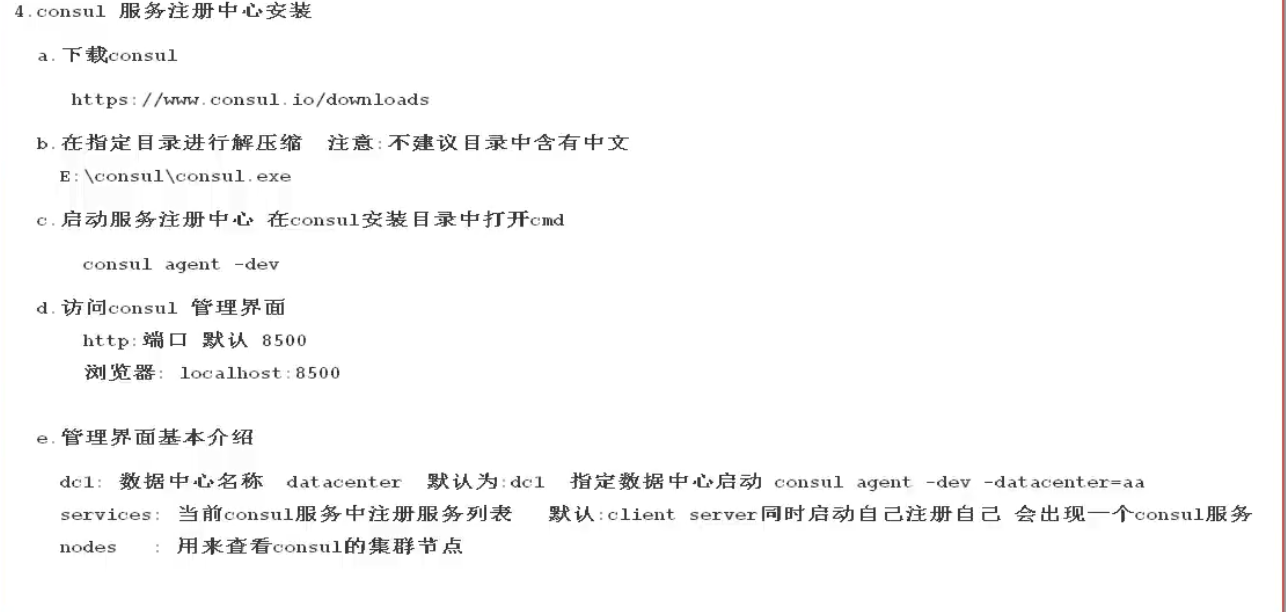 4.consul 服务注册中心安装
a.下载consul
https://www.consul.io/downloads
b.在指定目录进行解压缩 注意:不建议目录中含有中文
E:\consul\consul.exe
c.启动服务注册中心 在consul安装目录中打开cmd
consul agent -dev
d.访问consul 管理界面
http:端口 默认 8500
浏览器: localhost:8500
e.管理界面基本介绍
dc1: 数据中心名称 datacenter 默认为:dc1 指定数据中心启动 consul agent -dev -datacenter=aa
services: 当前consul服务中注册服务列表 默认:client server同时启动自己注册自己 会出现一个consul服务
nodes : 用来查看consul的集群节点